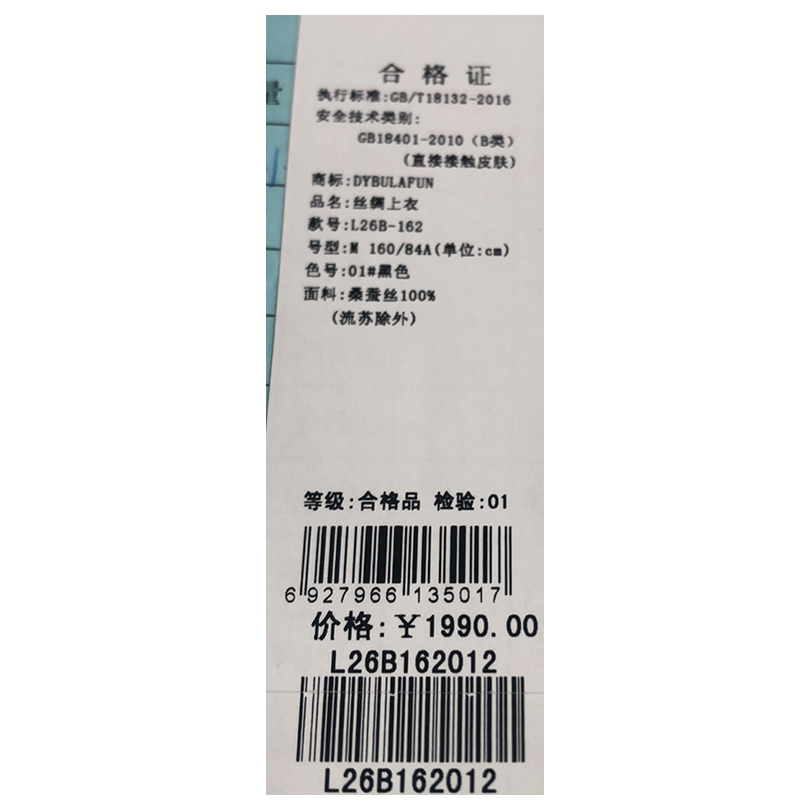 量
合格证
执行标准:GB/T18132-2016
安全技术类别:
GB18401-2010（B类）
(直接接触皮肤)
商标:DYBULAFUN
品名:丝绸上衣
款号:L26B-162
号型:M 160/84A(单位:cm)
色号:01#黑色
面料:桑蚕丝100%
(流苏除外)
等级:合格品 检验:01
6 927966 135017
价格:￥1990.00
L26B162012
L26B162012